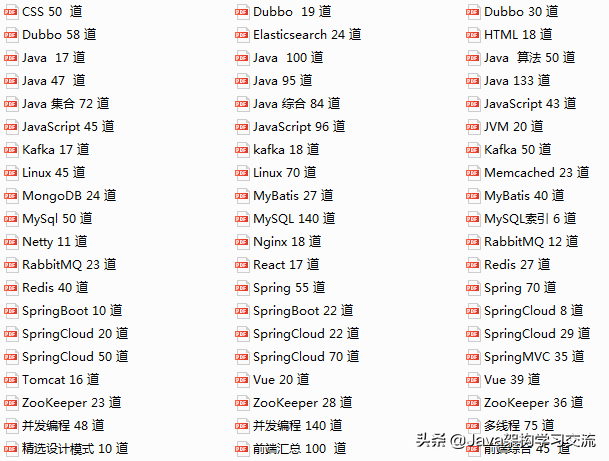 CSS 50 道 Dubbo 19 道 Dubbo 30 道
Dubbo 58 道 Elasticsearch 24 道 HTML 18 道
Java 17 道 Java 100 道 Java 算法 50 道
Java 47 道 Java 95 道 Java 133 道
Java 集合 72 道 Java 综合 84 道 JavaScript 43 道
JavaScript 45 道 JavaScript 96 道 JVM 20 道
Kafka 17 道 kafka 18 道 Kafka 50 道
Linux 45 道 Linux 70 道 Memcached 23 道
MongoDB 24 道 MyBatis 27 道 MyBatis 40 道
MySql 50 道 MySQL 140 道 MySQL索引 6 道
Netty 11 道 Nginx 18 道 RabbitMQ 12 道
RabbitMQ 23 道 React 17 道 Redis 27 道
Redis 40 道 Spring 55 道 Spring 70 道
SpringBoot 10 道 SpringBoot 22 道 SpringCloud 8 道
SpringCloud 20 道 SpringCloud 22 道 SpringCloud 29 道
SpringCloud 50 道 SpringCloud 70 道 SpringMVC 35 道
Tomcat 16 道 Vue 20 道 Vue 39 道
ZooKeeper 23 道 ZooKeeper 28 道 ZooKeeper 36 道
并发编程 48 道 并发编程 140 道 多线程 75 道
精选设计模式 10 道 前端汇总 100 道 前端综合 45 道
头条 @Java架构学习交流